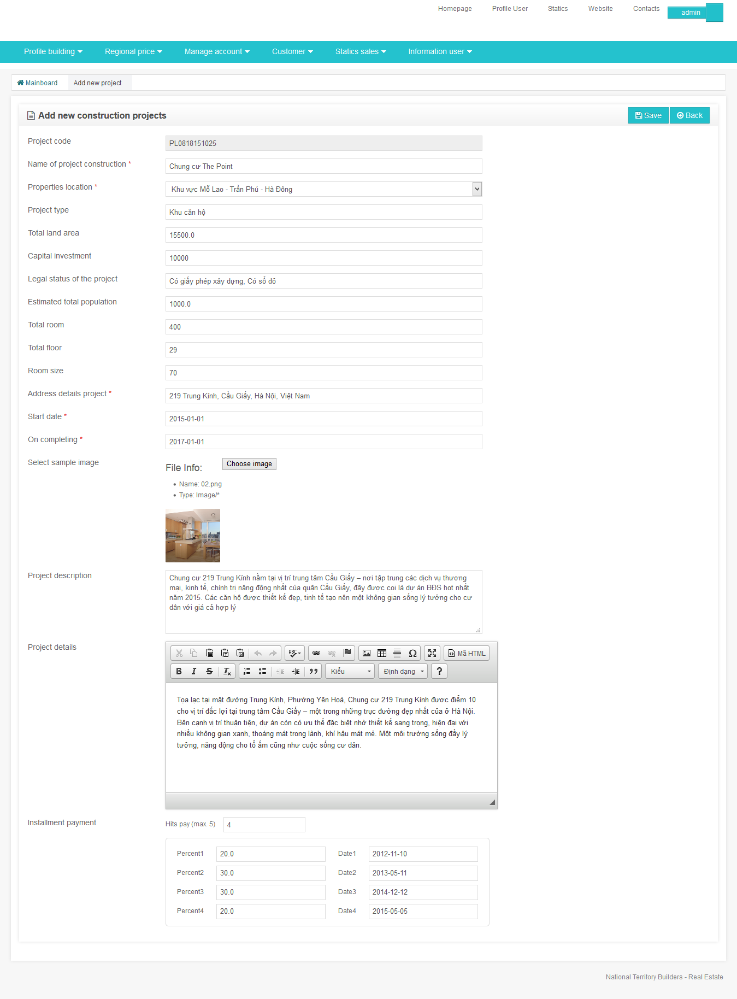 Homepage Profile User Statics Website Contacts admin
Profile building Regional price Manage account Customer Statics sales Information user
Mainboard Add new project
Add new construction projects Save Back
Project code PL0818151025
Name of project construction * Chung cư The Point
Properties location * Khu vực Mỗ Lao - Trần Phú - Hà Đông
Project type Khu căn hộ
Total land area 15500.0
Capital investment 10000
Legal status of the project Có giấy phép xây dựng, Có sổ đỏ
Estimated total population 1000.0
Total room 400
Total floor 29
Room size 70
Address details project * 219 Trung Kính, Cầu Giấy, Hà Nội, Việt Nam
Start date * 2015-01-01
On completing * 2017-01-01
Select sample image File Info: Choose image
Name: 02.png
Type: Image/*
Project description Chung cư 219 Trung Kính nằm tại vị trí trung tâm Cầu Giấy – nơi tập trung các dịch vụ thương
mại, kinh tế, chính trị năng động nhất của quận Cầu Giấy, đây được coi là dự án BĐS hot nhất
năm 2015. Các căn hộ được thiết kế đẹp, tinh tế tạo nên một không gian sống lý tưởng cho cư
dân với giá cả hợp lý
Project details
ABC Ω Mã HTML
B I S Tx Kiểu Định dạng ?
Tọa lạc tại mặt đường Trung Kính, Phường Yên Hoà, Chung cư 219 Trung Kính đươc điểm 10
cho vị trí đắc lợi tại trung tâm Cầu Giấy – một trong những trục đường đẹp nhất của ở Hà Nội.
Bên cạnh vị trí thuận tiện, dự án còn có ưu thế đặc biệt nhờ thiết kế sang trọng, hiện đại với
nhiều không gian xanh, thoáng mát trong lành, khí hậu mát mẻ. Một môi trường sống đầy lý
tưởng, năng động cho tổ ấm cũng như cuộc sống cư dân.
Installment payment Hits pay (max. 5) 4
Percent1 20.0 Date1 2012-11-10
Percent2 30.0 Date2 2013-05-11
Percent3 30.0 Date3 2014-12-12
Percent4 20.0 Date4 2015-05-05
National Territory Builders - Real Estate